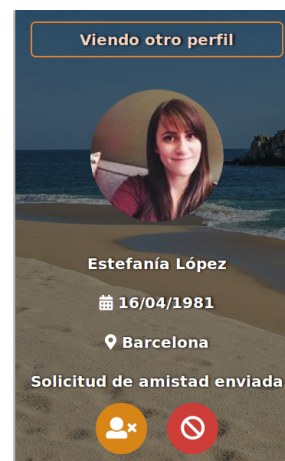 Viendo otro perfil
Estefanía López
16/04/1981
Barcelona
Solicitud de amistad enviada